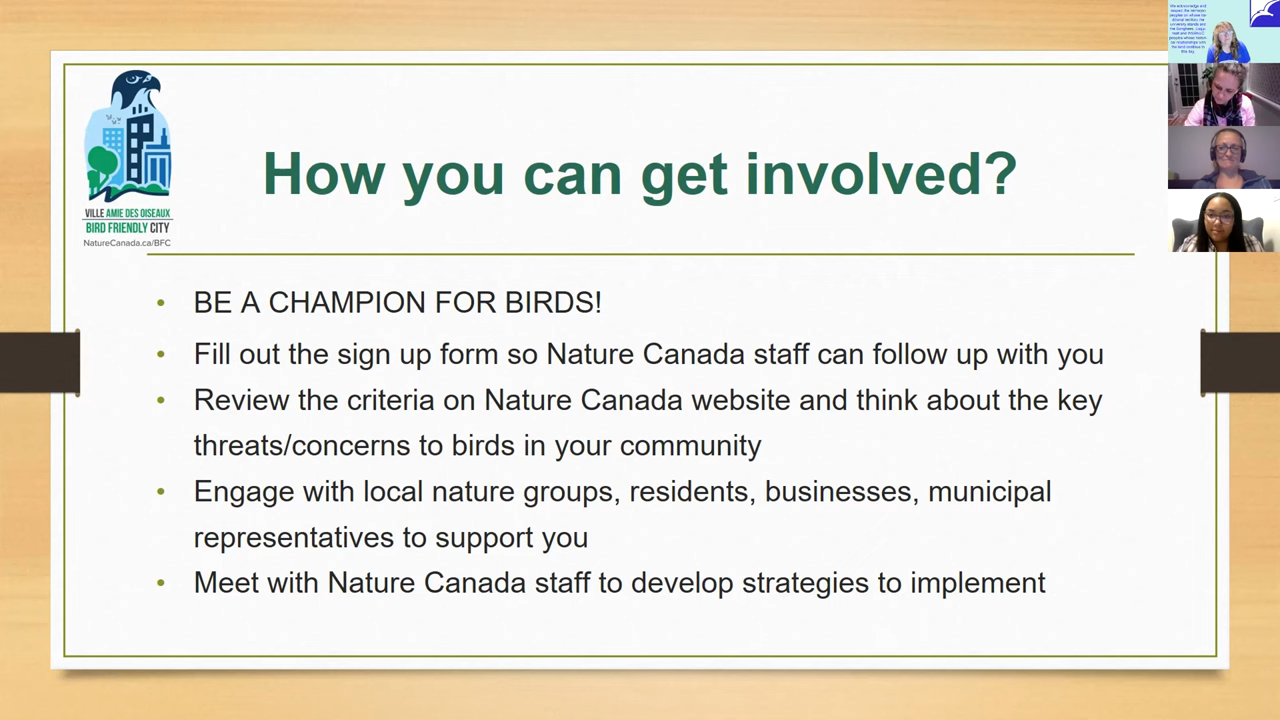 How you can get involved?
VILLE AMIE DES OISEAUX
BIRD FRIENDLY CITY
NatureCanada.ca/BFC
• BE A CHAMPION FOR BIRDS!
• Fill out the sign up form so Nature Canada staff can follow up with you
• Review the criteria on Nature Canada website and think about the key
threats/concerns to birds in your community
• Engage with local nature groups, residents, businesses, municipal
representatives to support you
• Meet with Nature Canada staff to develop strategies to implement